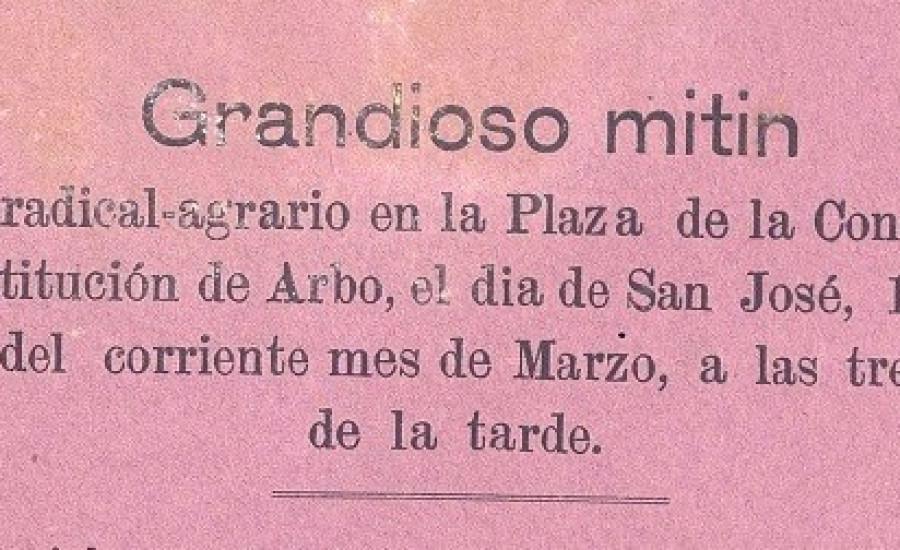 Grandioso mitin
radical-agrario en la Plaza de la Con
titución de Arbo, el dia de San José, 1
del corriente mes de Marzo, a las tre
de la tarde.